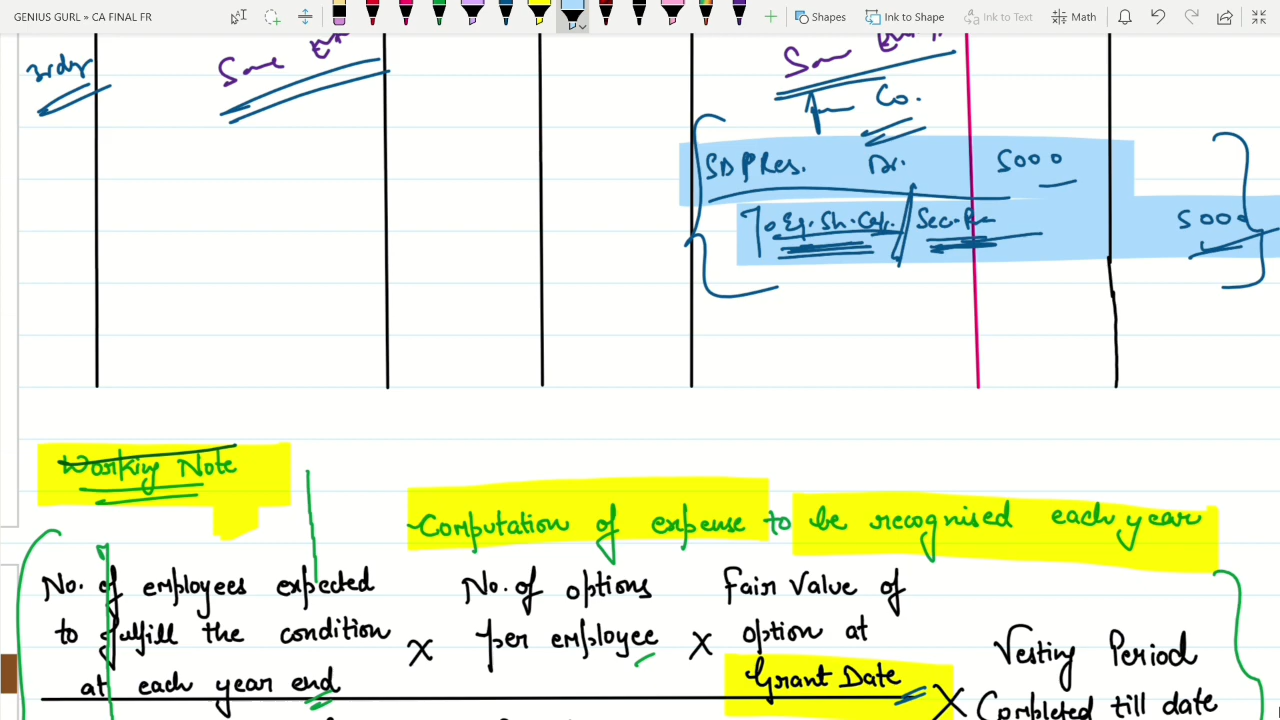 GENIUS GURL » CA FINAL FR
Shapes
Ink to Shape
Ink to Text
Math
Same
Same
Co.
SBP Res. Dr. 5000
To Eq. Sh. Cap. / Sec. Pre 5000
Working Note
Computation of expense to be recognised each year
No. of employees expected to fulfill the condition at each year end
× No. of options per employee
× Fair Value of option at Grant Date
× Vesting Period Completed till date